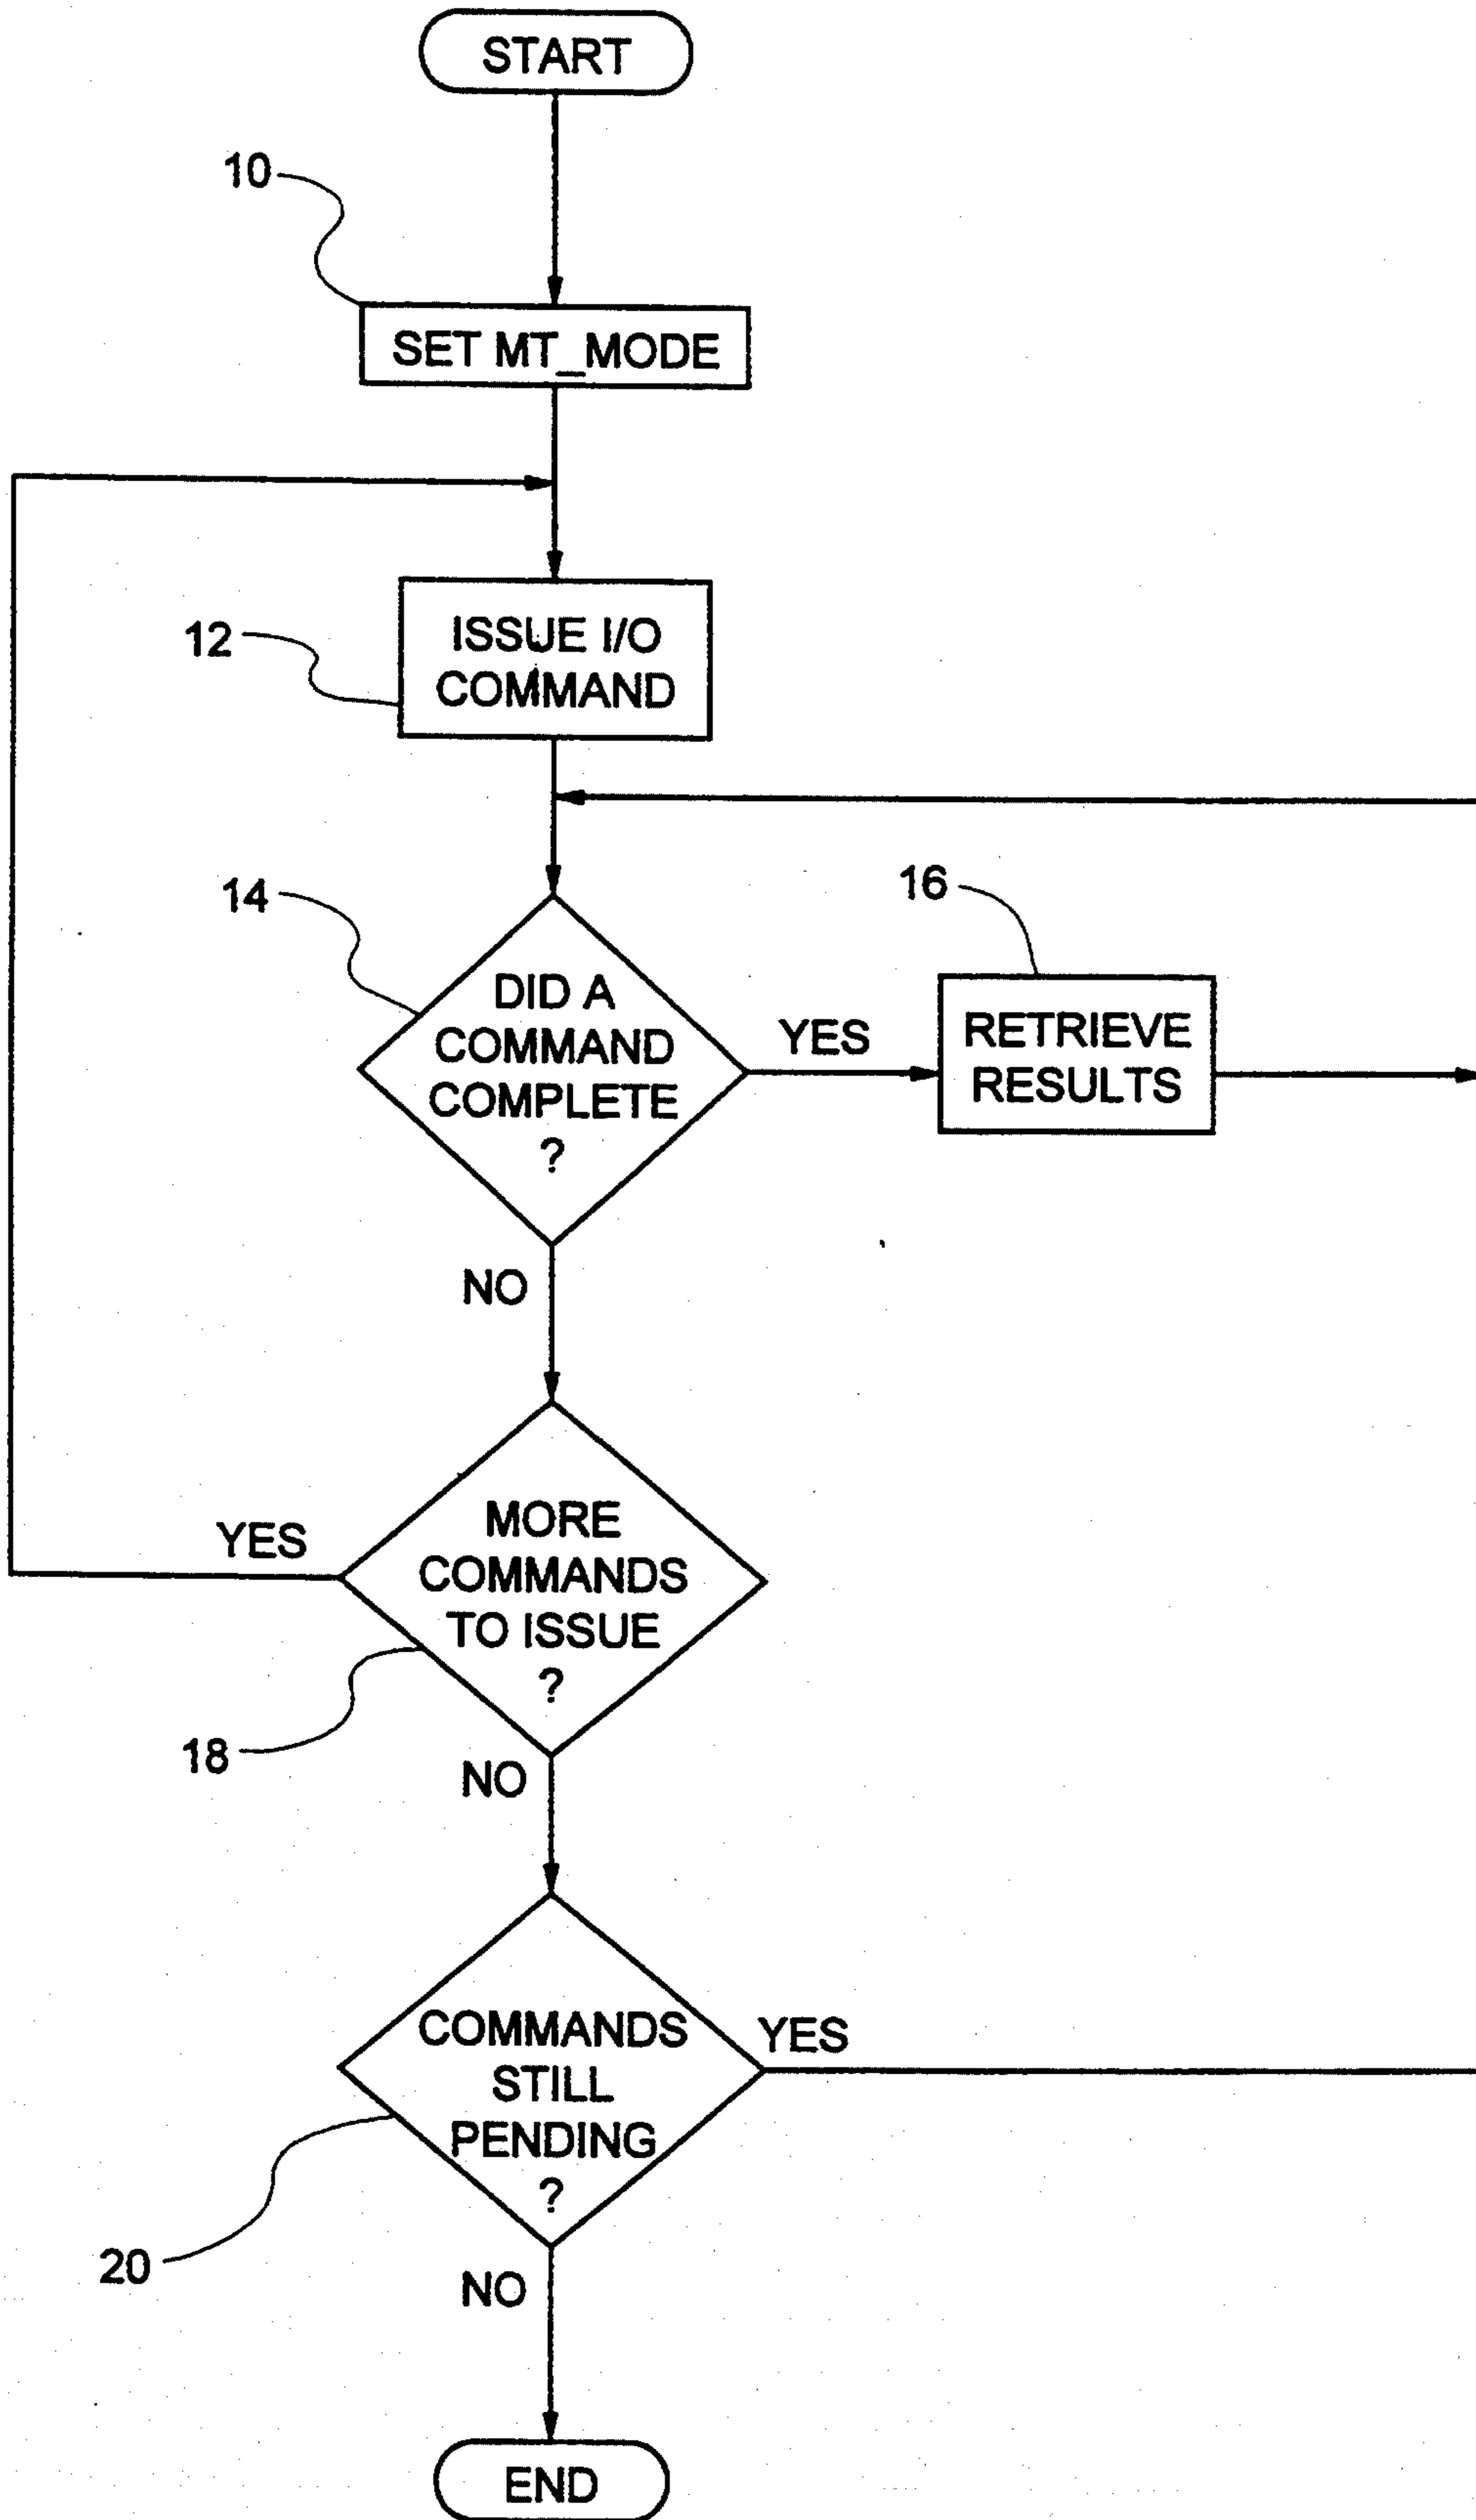 START
10
SET MT_MODE
12
ISSUE I/O
COMMAND
14
DID A
COMMAND
COMPLETE
?
YES
16
RETRIEVE
RESULTS
NO
YES
MORE
COMMANDS
TO ISSUE
?
18
NO
COMMANDS
STILL
PENDING
?
YES
20
NO
END